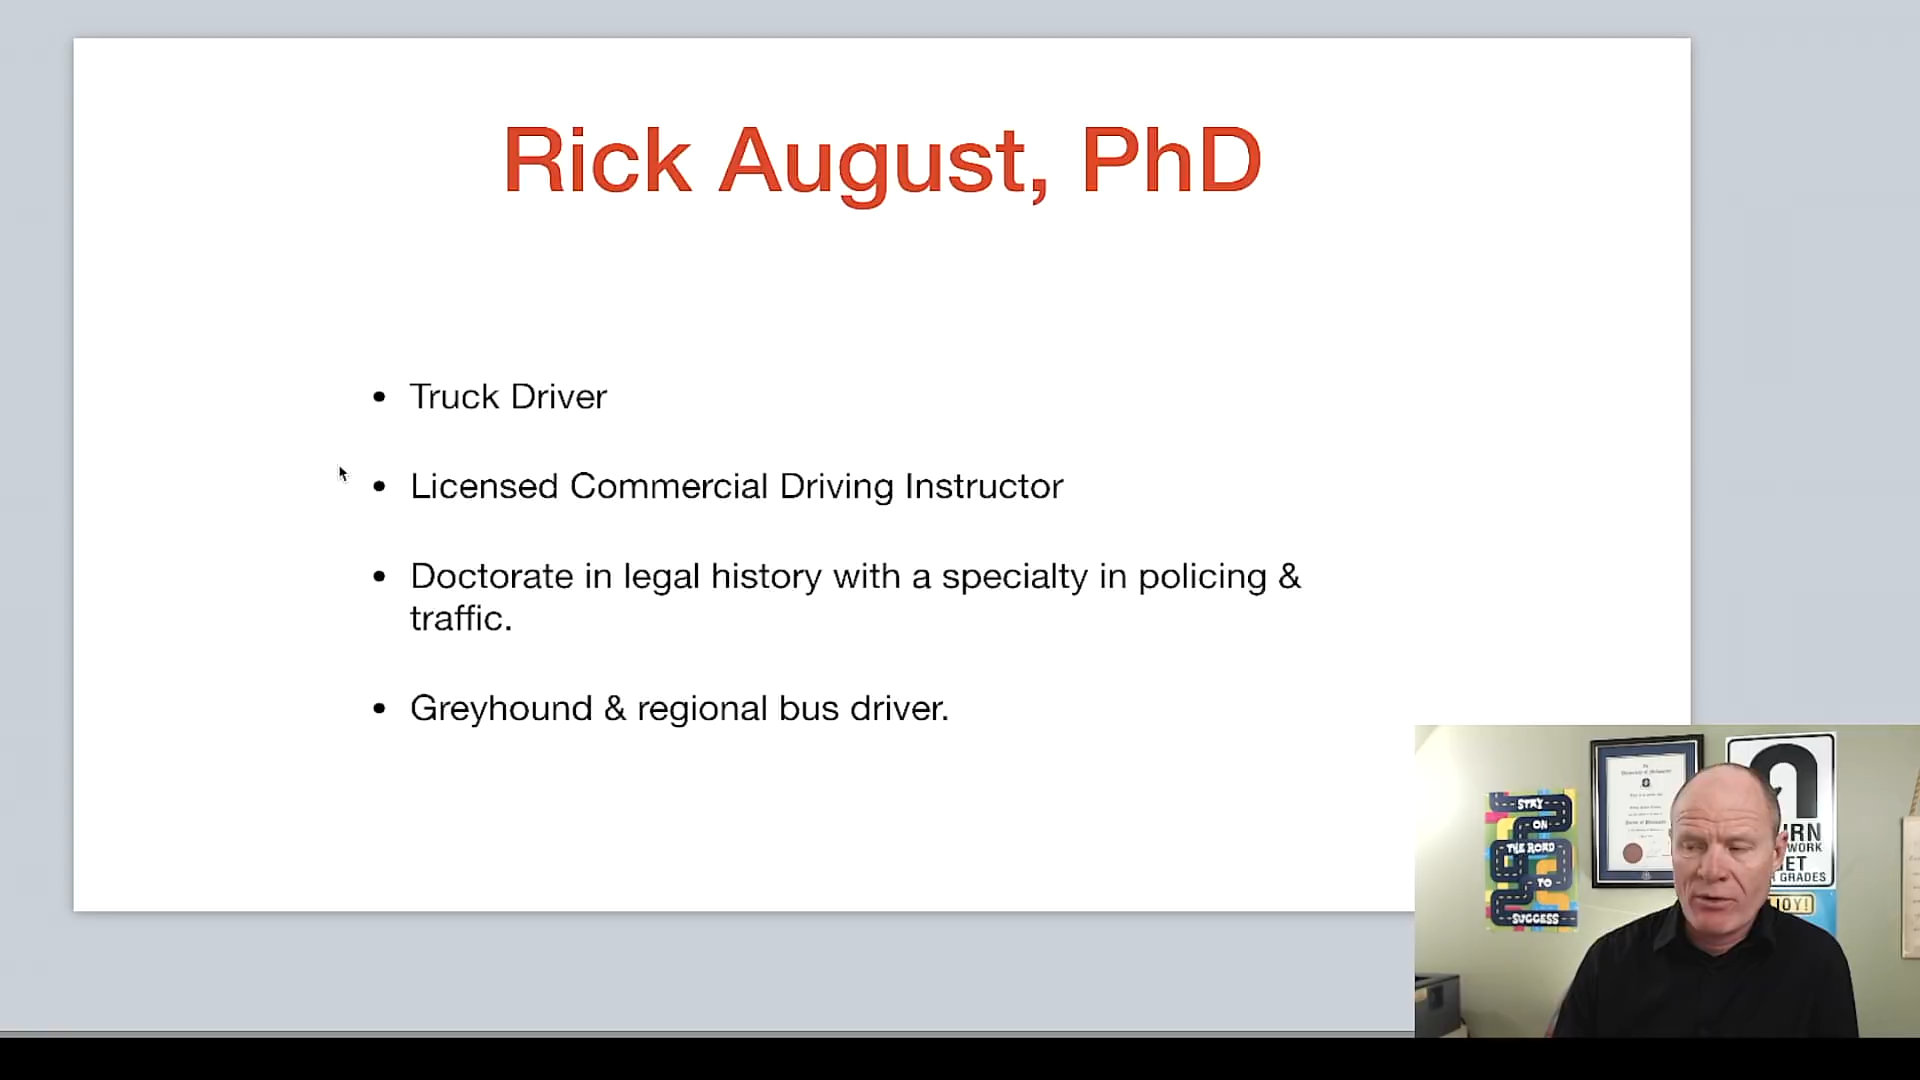 Rick August, PhD
• Truck Driver
• Licensed Commercial Driving Instructor
• Doctorate in legal history with a specialty in policing &
traffic.
• Greyhound & regional bus driver.
STAY
ON
THE ROAD
TO
SUCCESS
WORK
GRADES